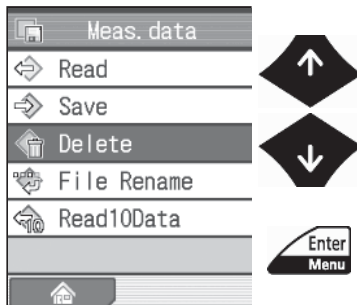 Meas.data
Read
Save
Delete
File Rename
Read10Data
Enter
Menu